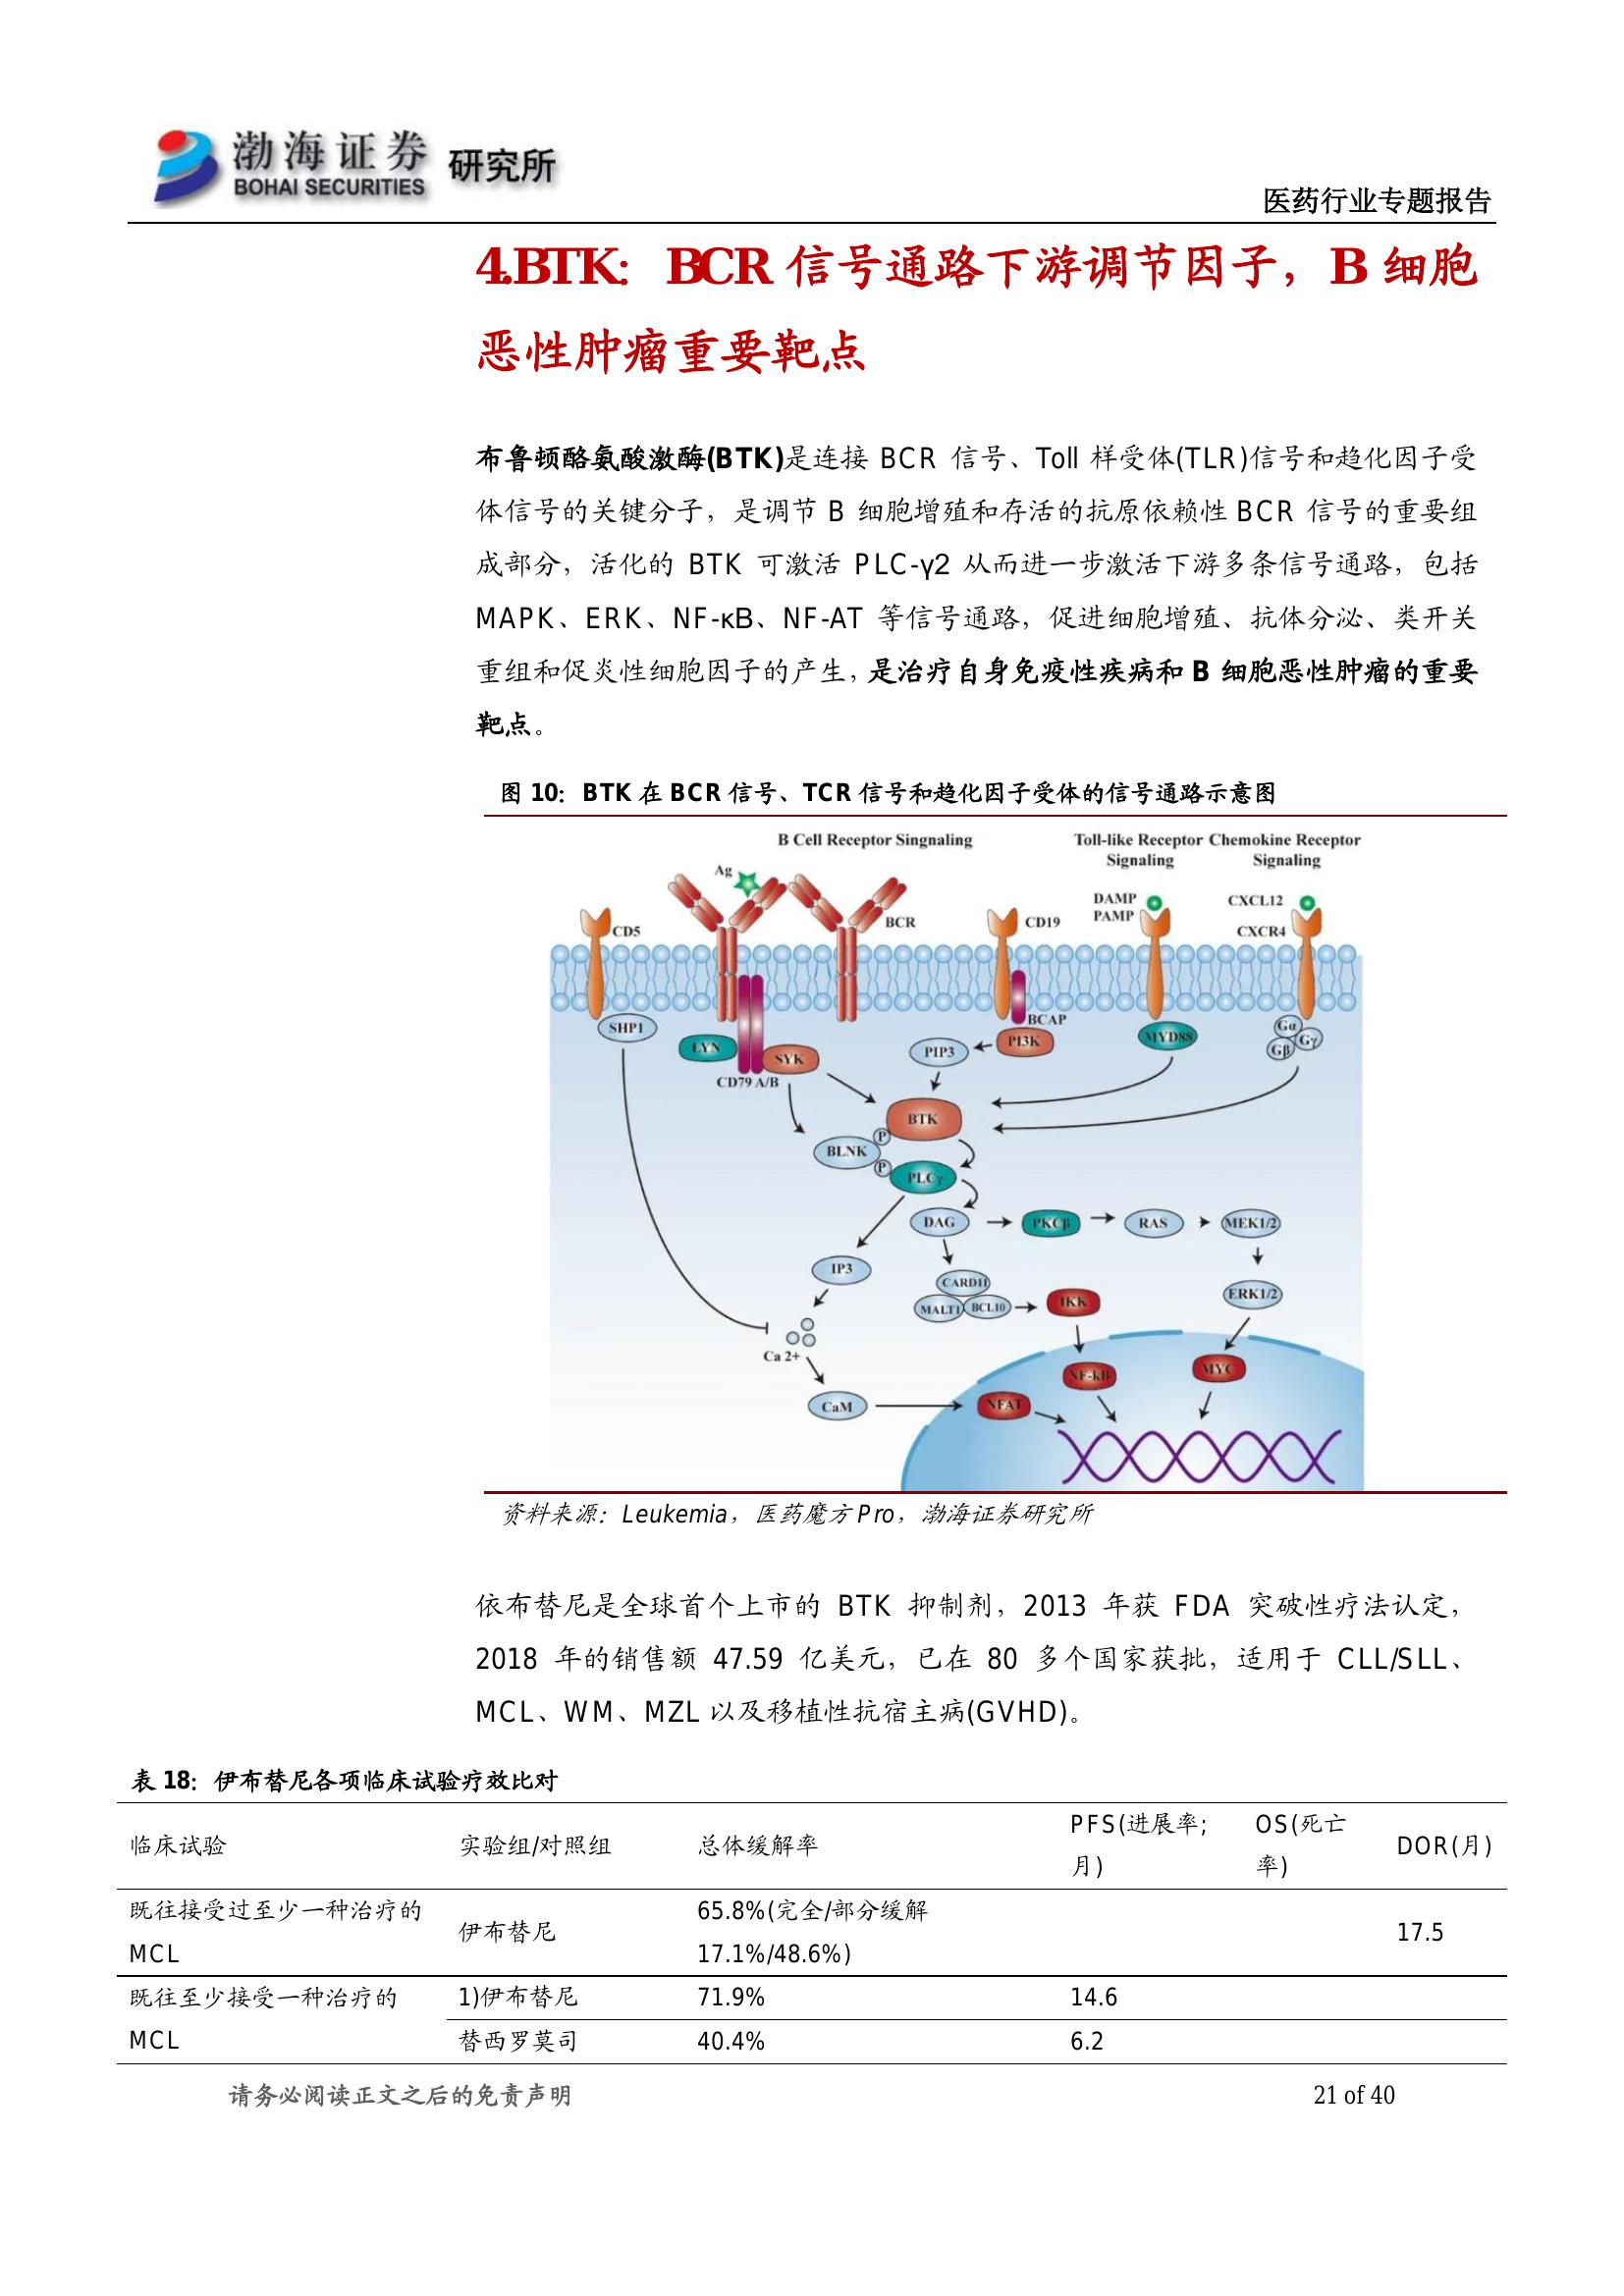 渤海证券 研究所
BOHAI SECURITIES
医药行业专题报告
4.BTK：BCR 信号通路下游调节因子，B 细胞
恶性肿瘤重要靶点
布鲁顿酪氨酸激酶(BTK)是连接 BCR 信号、Toll 样受体(TLR)信号和趋化因子受
体信号的关键分子，是调节 B 细胞增殖和存活的抗原依赖性 BCR 信号的重要组
成部分，活化的 BTK 可激活 PLC-γ2 从而进一步激活下游多条信号通路，包括
MAPK、ERK、NF-κB、NF-AT 等信号通路，促进细胞增殖、抗体分泌、类开关
重组和促炎性细胞因子的产生，是治疗自身免疫性疾病和 B 细胞恶性肿瘤的重要
靶点。
图 10：BTK 在 BCR 信号、TCR 信号和趋化因子受体的信号通路示意图
B Cell Receptor Singnaling
Toll-like Receptor
Signaling
Chemokine Receptor
Signaling
Ag
CD5
BCR
CD19
DAMP
PAMP
CXCL12
CXCR4
SHP1
LYN
SYK
CD79 A/B
BCAP
PIP3
PI3K
MYD88
Gα
Gβ
Gγ
BTK
P
BLNK
P
PLCγ
DAG
PKCβ
RAS
MEK1/2
IP3
CARD11
MALT1
BCL10
IKK
ERK1/2
Ca 2+
NF-kB
MYC
CaM
NFAT
资料来源：Leukemia，医药魔方 Pro，渤海证券研究所
依布替尼是全球首个上市的 BTK 抑制剂，2013 年获 FDA 突破性疗法认定，
2018 年的销售额 47.59 亿美元，已在 80 多个国家获批，适用于 CLL/SLL、
MCL、WM、MZL 以及移植性抗宿主病(GVHD)。
表 18：伊布替尼各项临床试验疗效比对
临床试验 实验组/对照组 总体缓解率 PFS(进展率;月) OS(死亡率) DOR(月)
既往接受过至少一种治疗的MCL 伊布替尼 65.8%(完全/部分缓解17.1%/48.6%) 17.5
既往至少接受一种治疗的MCL 1)伊布替尼 71.9% 14.6
替西罗莫司 40.4% 6.2
请务必阅读正文之后的免责声明
21 of 40